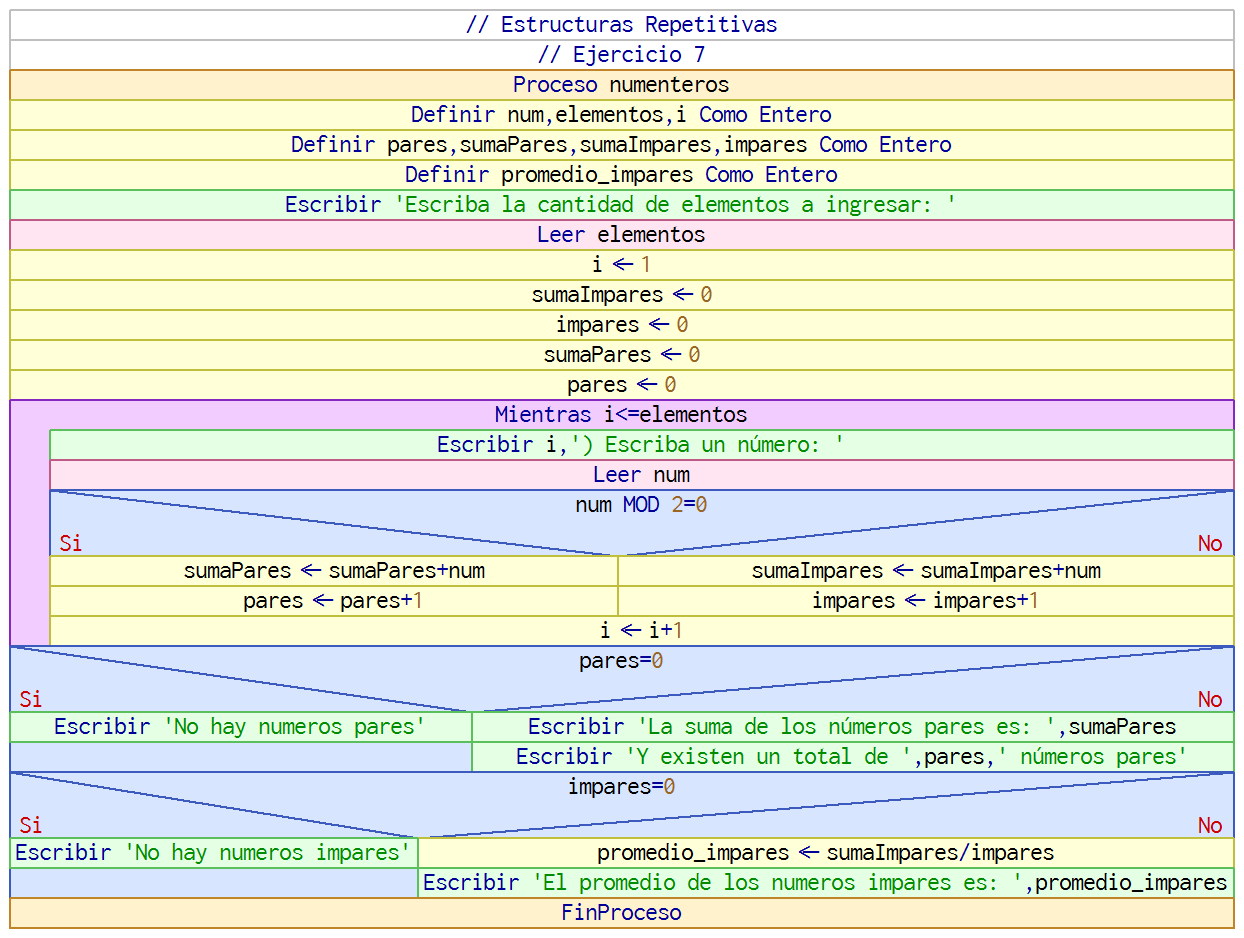 // Estructuras Repetitivas
// Ejercicio 7
Proceso numenteros
Definir num,elementos,i Como Entero
Definir pares,sumaPares,sumaImpares,impares Como Entero
Definir promedio_impares Como Entero
Escribir 'Escriba la cantidad de elementos a ingresar: '
Leer elementos
i ← 1
sumaImpares ← 0
impares ← 0
sumaPares ← 0
pares ← 0
Mientras i<=elementos
Escribir i,') Escriba un número: '
Leer num
num MOD 2=0
Si No
sumaPares ← sumaPares+num sumaImpares ← sumaImpares+num
pares ← pares+1 impares ← impares+1
i ← i+1
pares=0
Si No
Escribir 'No hay numeros pares' Escribir 'La suma de los números pares es: ',sumaPares
Escribir 'Y existen un total de ',pares,' números pares'
impares=0
Si No
Escribir 'No hay numeros impares' promedio_impares ← sumaImpares/impares
Escribir 'El promedio de los numeros impares es: ',promedio_impares
FinProceso